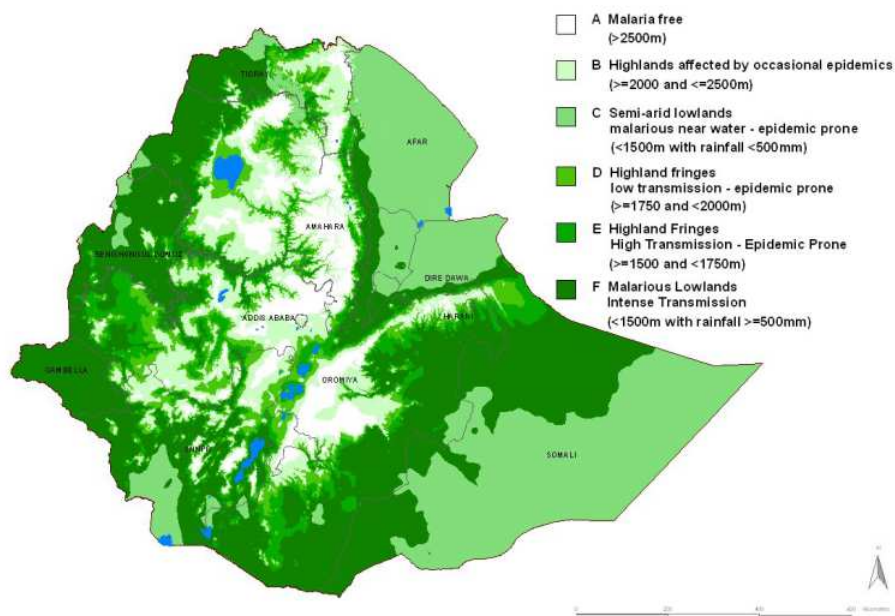 A Malaria free
(>2500m)
B Highlands affected by occasional epidemics
(>=2000 and <=2500m)
C Semi-arid lowlands
malarious near water - epidemic prone
(<1500m with rainfall <500mm)
D Highland fringes
low transmission - epidemic prone
(>=1750 and <2000m)
E Highland Fringes
High Transmission - Epidemic Prone
(>=1500 and <1750m)
F Malarious Lowlands
Intense Transmission
(<1500m with rainfall >=500mm)
TIGRAY
AFAR
AMAHARA
DIRE DAWA
ADDIS ABABA
HARARI
GAMBELLA
OROMIYA
SNNPR
SOMALI
0